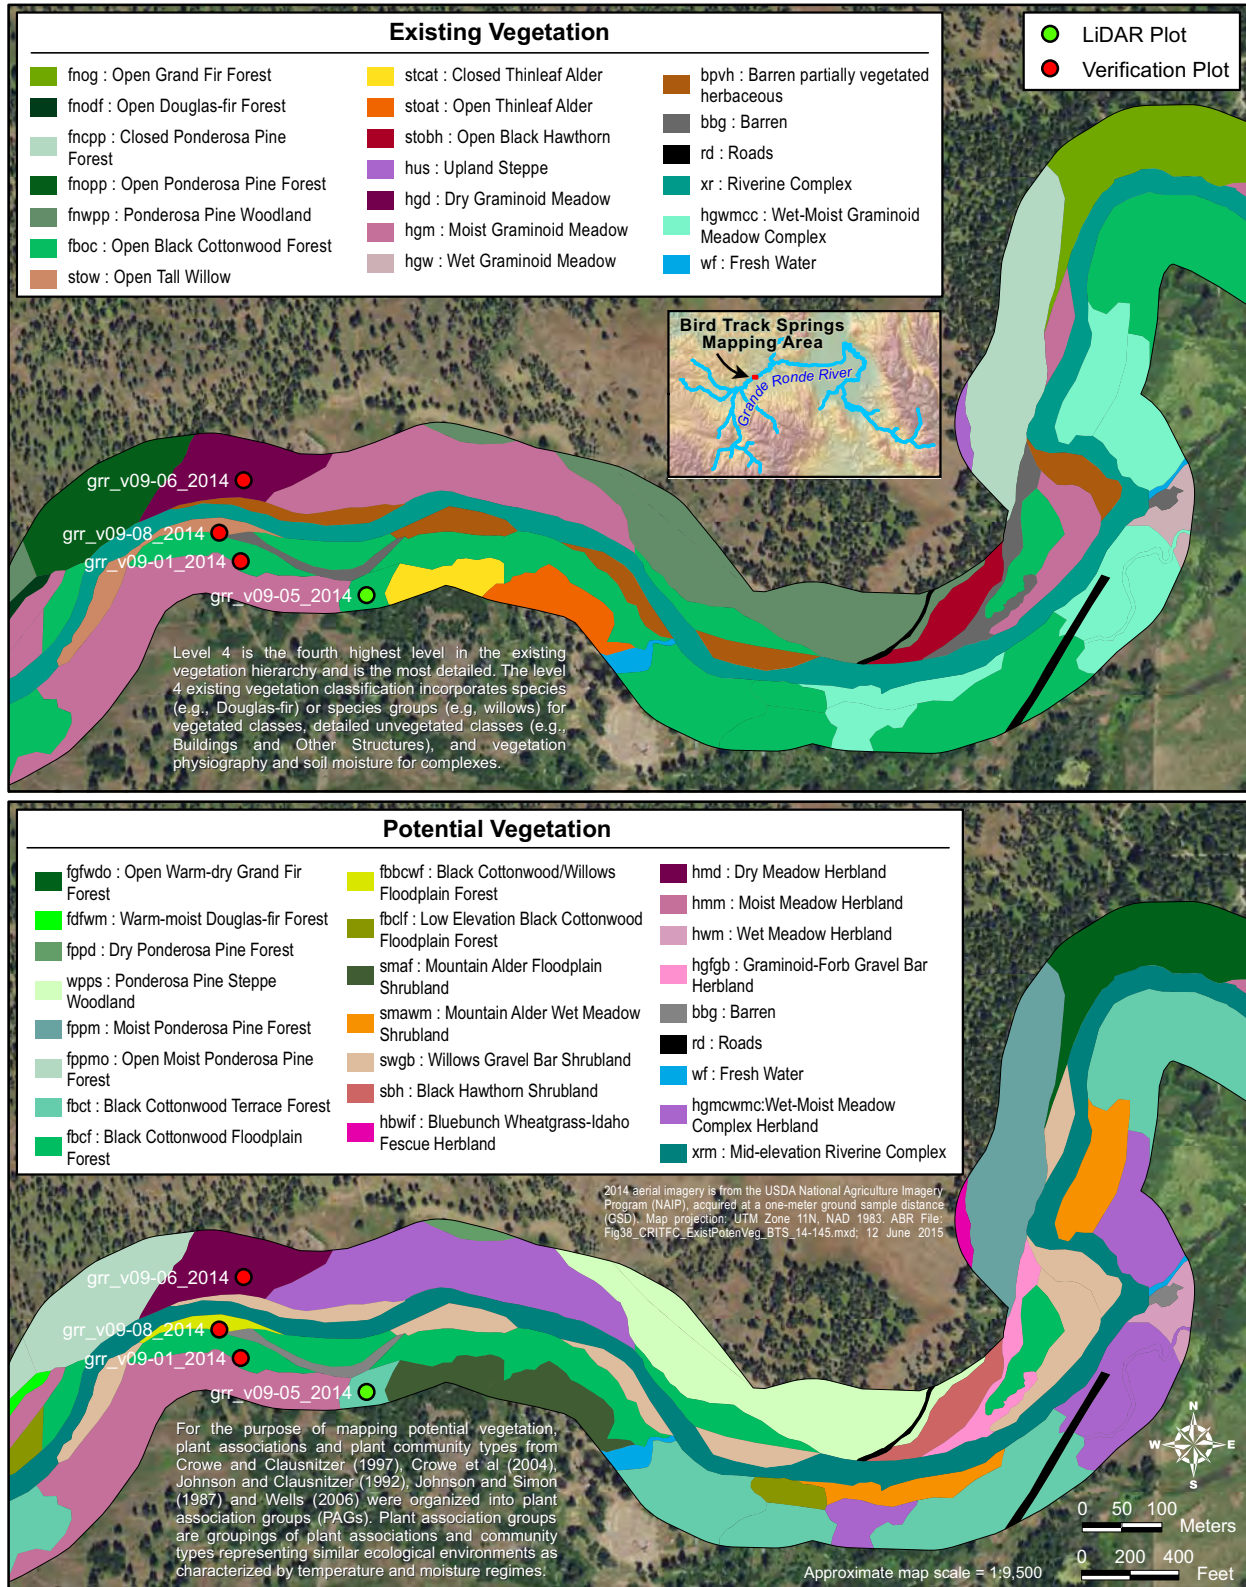 Existing Vegetation
fnog : Open Grand Fir Forest
fnodf : Open Douglas-fir Forest
fncpp : Closed Ponderosa Pine
Forest
fnopp : Open Ponderosa Pine Forest
fnwpp : Ponderosa Pine Woodland
fboc : Open Black Cottonwood Forest
stow : Open Tall Willow
stcat : Closed Thinleaf Alder
stoat : Open Thinleaf Alder
stobh : Open Black Hawthorn
hus : Upland Steppe
hgd : Dry Graminoid Meadow
hgm : Moist Graminoid Meadow
hgw : Wet Graminoid Meadow
bpvh : Barren partially vegetated
herbaceous
bbg : Barren
rd : Roads
xr : Riverine Complex
hgwmcc : Wet-Moist Graminoid
Meadow Complex
wf : Fresh Water
LiDAR Plot
Verification Plot
Bird Track Springs
Mapping Area
Grande Ronde River
grr_v09-06_2014
grr_v09-08_2014
grr_v09-01_2014
grr_v09-05_2014
Level 4 is the fourth highest level in the existing
vegetation hierarchy and is the most detailed. The level
4 existing vegetation classification incorporates species
(e.g., Douglas-fir) or species groups (e.g, willows) for
vegetated classes, detailed unvegetated classes (e.g.,
Buildings and Other Structures), and vegetation
physiography and soil moisture for complexes.
Potential Vegetation
fgfwdo : Open Warm-dry Grand Fir
Forest
fdfwm : Warm-moist Douglas-fir Forest
fppd : Dry Ponderosa Pine Forest
wpps : Ponderosa Pine Steppe
Woodland
fppm : Moist Ponderosa Pine Forest
fppmo : Open Moist Ponderosa Pine
Forest
fbct : Black Cottonwood Terrace Forest
fbcf : Black Cottonwood Floodplain
Forest
fbbcwf : Black Cottonwood/Willows
Floodplain Forest
fbclf : Low Elevation Black Cottonwood
Floodplain Forest
smaf : Mountain Alder Floodplain
Shrubland
smawm : Mountain Alder Wet Meadow
Shrubland
swgb : Willows Gravel Bar Shrubland
sbh : Black Hawthorn Shrubland
hbwif : Bluebunch Wheatgrass-Idaho
Fescue Herbland
hmd : Dry Meadow Herbland
hmm : Moist Meadow Herbland
hwm : Wet Meadow Herbland
hgfgb : Graminoid-Forb Gravel Bar
Herbland
bbg : Barren
rd : Roads
wf : Fresh Water
hgmcwmc:Wet-Moist Meadow
Complex Herbland
xrm : Mid-elevation Riverine Complex
2014 aerial imagery is from the USDA National Agriculture Imagery
Program (NAIP), acquired at a one-meter ground sample distance
(GSD). Map projection: UTM Zone 11N, NAD 1983. ABR File:
Fig38_CRITFC_ExistPotenVeg_BTS_14-145.mxd; 12 June 2015
grr_v09-06_2014
grr_v09-08_2014
grr_v09-01_2014
grr_v09-05_2014
For the purpose of mapping potential vegetation,
plant associations and plant community types from
Crowe and Clausnitzer (1997), Crowe et al (2004),
Johnson and Clausnitzer (1992), Johnson and Simon
(1987) and Wells (2006) were organized into plant
association groups (PAGs). Plant association groups
are groupings of plant associations and community
types representing similar ecological environments as
characterized by temperature and moisture regimes.
N
W E
S
0 50 100
Meters
0 200 400
Feet
Approximate map scale = 1:9,500